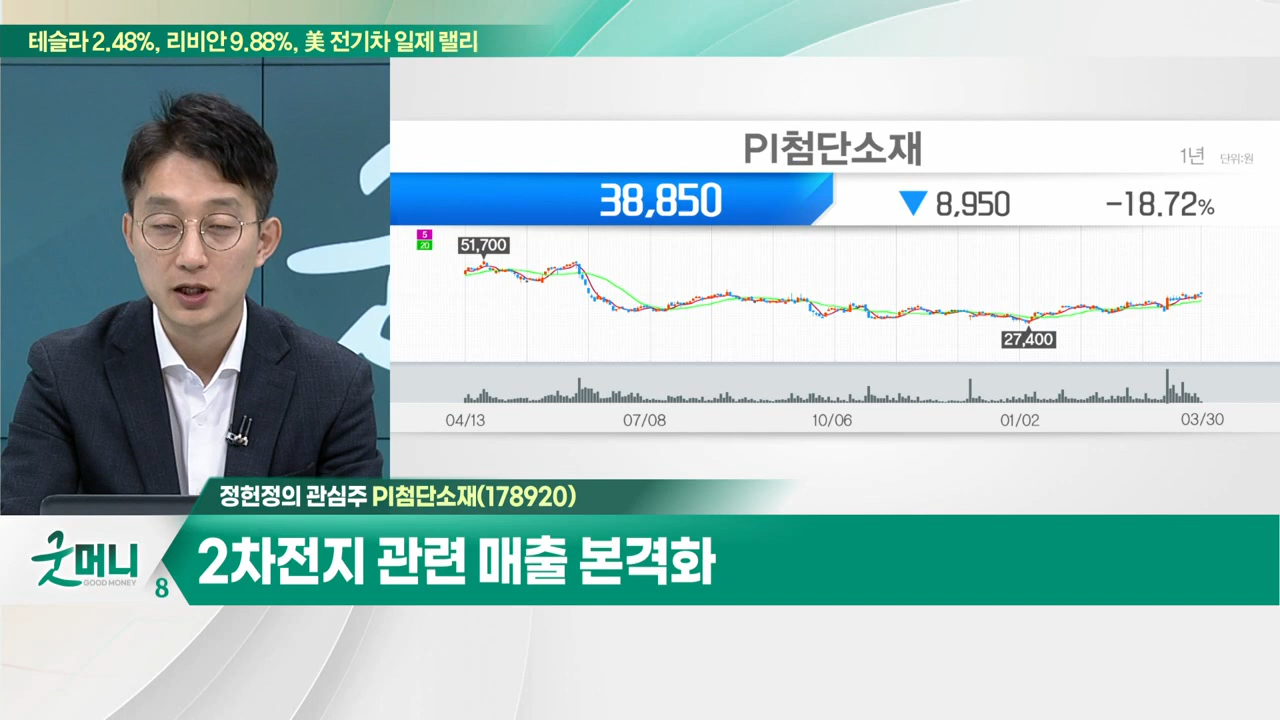 테슬라 2.48%, 리비안 9.88%, 美 전기차 일제 랠리
PI첨단소재
1년 단위:원
38,850 ▼ 8,950 -18.72%
5
20
51,700
27,400
04/13 07/08 10/06 01/02 03/30
정헌정의 관심주 PI첨단소재(178920)
굿머니
GOOD MONEY
8
2차전지 관련 매출 본격화